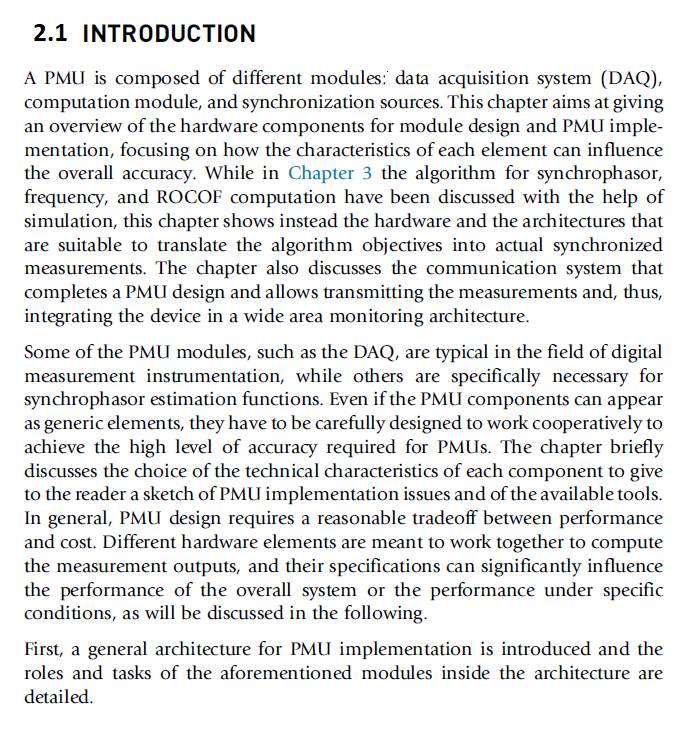 2.1 INTRODUCTION
A PMU is composed of different modules: data acquisition system (DAQ),
computation module, and synchronization sources. This chapter aims at giving
an overview of the hardware components for module design and PMU imple-
mentation, focusing on how the characteristics of each element can influence
the overall accuracy. While in Chapter 3 the algorithm for synchrophasor,
frequency, and ROCOF computation have been discussed with the help of
simulation, this chapter shows instead the hardware and the architectures that
are suitable to translate the algorithm objectives into actual synchronized
measurements. The chapter also discusses the communication system that
completes a PMU design and allows transmitting the measurements and, thus,
integrating the device in a wide area monitoring architecture.
Some of the PMU modules, such as the DAQ, are typical in the field of digital
measurement instrumentation, while others are specifically necessary for
synchrophasor estimation functions. Even if the PMU components can appear
as generic elements, they have to be carefully designed to work cooperatively to
achieve the high level of accuracy required for PMUs. The chapter briefly
discusses the choice of the technical characteristics of each component to give
to the reader a sketch of PMU implementation issues and of the available tools.
In general, PMU design requires a reasonable tradeoff between performance
and cost. Different hardware elements are meant to work together to compute
the measurement outputs, and their specifications can significantly influence
the performance of the overall system or the performance under specific
conditions, as will be discussed in the following.
First, a general architecture for PMU implementation is introduced and the
roles and tasks of the aforementioned modules inside the architecture are
detailed.